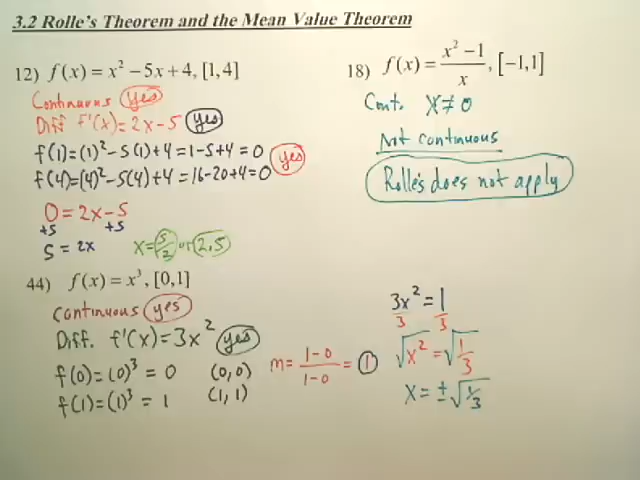 3.2 Rolle's Theorem and the Mean Value Theorem
12) f(x) = x² − 5x + 4, [1,4]
Continuous yes
Diff f'(x) = 2x − 5 yes
f(1) = (1)² − 5(1) + 4 = 1 − 5 + 4 = 0
yes
f(4) = (4)² − 5(4) + 4 = 16 − 20 + 4 = 0
0 = 2x − 5
+5 +5
5 = 2x x = 5/2 or 2.5
18) f(x) = (x² − 1)/x, [−1,1]
Cont. x ≠ 0
Not continuous
Rolle's does not apply
44) f(x) = x³, [0,1]
Continuous yes
Diff. f'(x) = 3x² yes
f(0) = (0)³ = 0 (0,0)
f(1) = (1)³ = 1 (1,1)
m = (1−0)/(1−0) = 1
3x² = 1
3 3
√x² = √1/3
x = ±√1/3